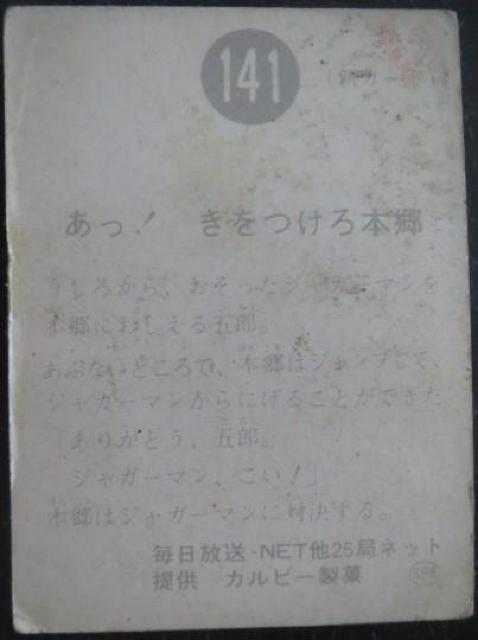 141
あっ! きをつけろ本郷
うしろから、おそったジャガーマンを
本郷におしえる五郎。
あぶないところで、本郷はジャンプして、
ジャガーマンからにげることができた
「ありがとう、五郎。
ジャガーマン、こい!」
本郷はジャガーマンに対決する。
毎日放送・NET他25局ネット
提供 カルビー製菓